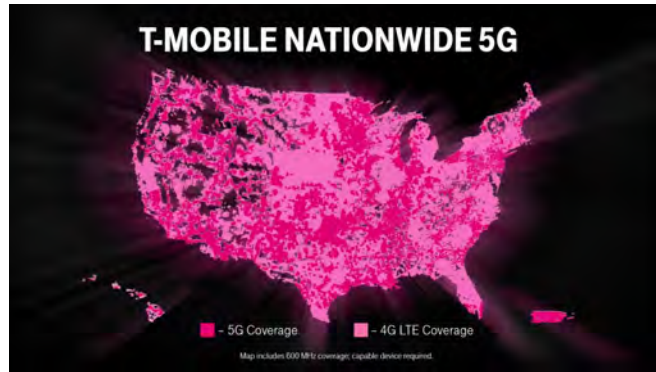 T-MOBILE NATIONWIDE 5G
- 5G Coverage
- 4G LTE Coverage
Map includes 600 MHz coverage; capable device required.